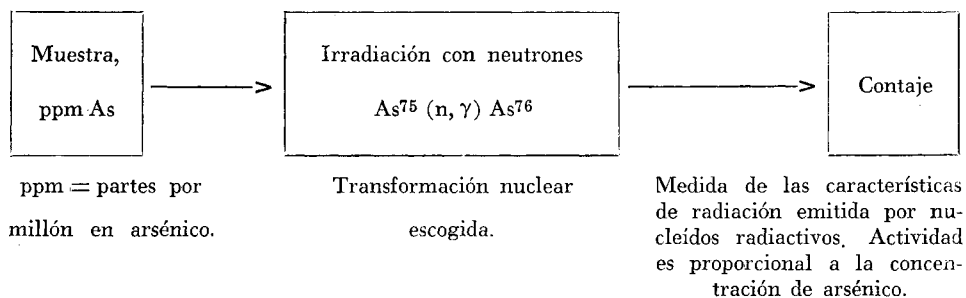 Muestra,
ppm As
Irradiación con neutrones
As⁷⁵ (n, γ) As⁷⁶
Contaje
ppm = partes por
millón en arsénico.
Transformación nuclear
escogida.
Medida de las características
de radiación emitida por nu-
cleídos radiactivos. Actividad
es proporcional a la concen-
tración de arsénico.